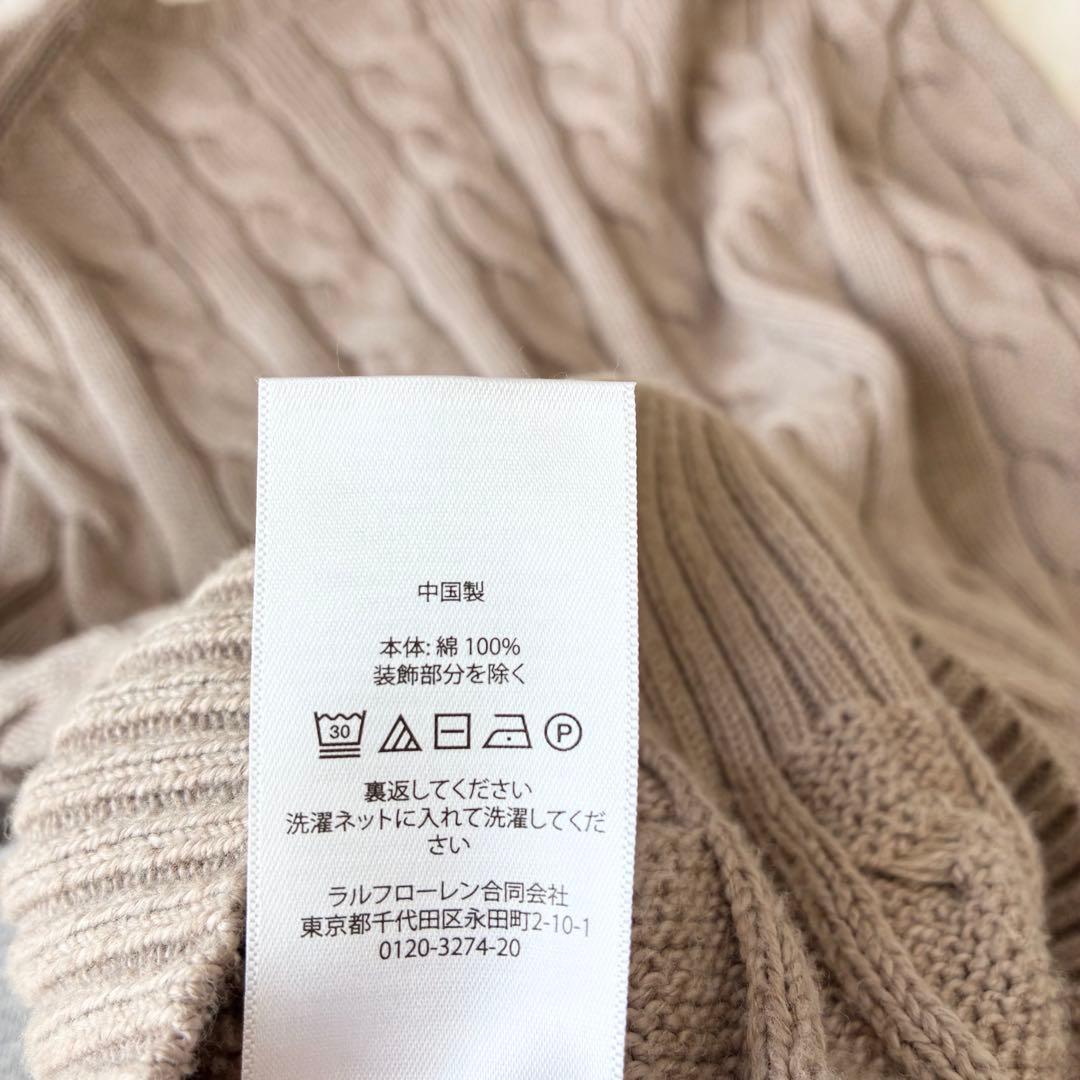 中国製
本体: 綿 100%
装飾部分を除く
30 P
裏返してください
洗濯ネットに入れて洗濯してくだ
さい
ラルフローレン合同会社
東京都千代田区永田町2-10-1
0120-3274-20